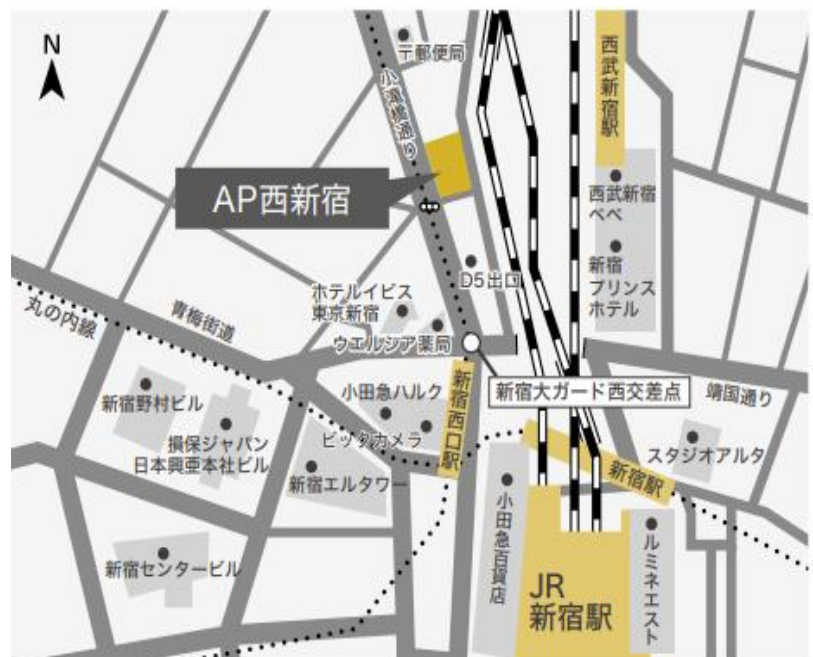 N
〒郵便局
小滝橋通り
西武新宿駅
AP西新宿
西武新宿
ペペ
D5出口
新宿
プリンス
ホテル
ホテルイビス
東京新宿
丸の内線
青梅街道
ウエルシア薬局
新宿大ガード西交差点
靖国通り
新宿西口駅
小田急ハルク
新宿野村ビル
ビックカメラ
損保ジャパン
日本興亜本社ビル
スタジオアルタ
新宿駅
新宿エルタワー
小田急百貨店
新宿センタービル
JR
新宿駅
ルミネエスト